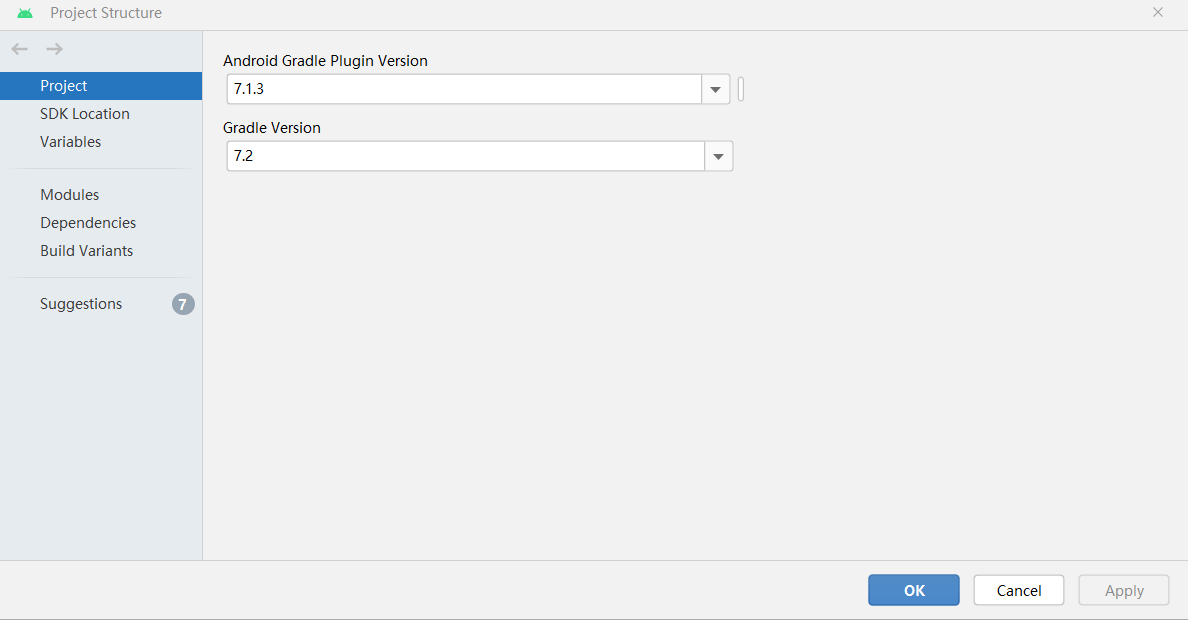 Project Structure
Project
SDK Location
Variables
Modules
Dependencies
Build Variants
Suggestions 7
Android Gradle Plugin Version
7.1.3
Gradle Version
7.2
OK Cancel Apply